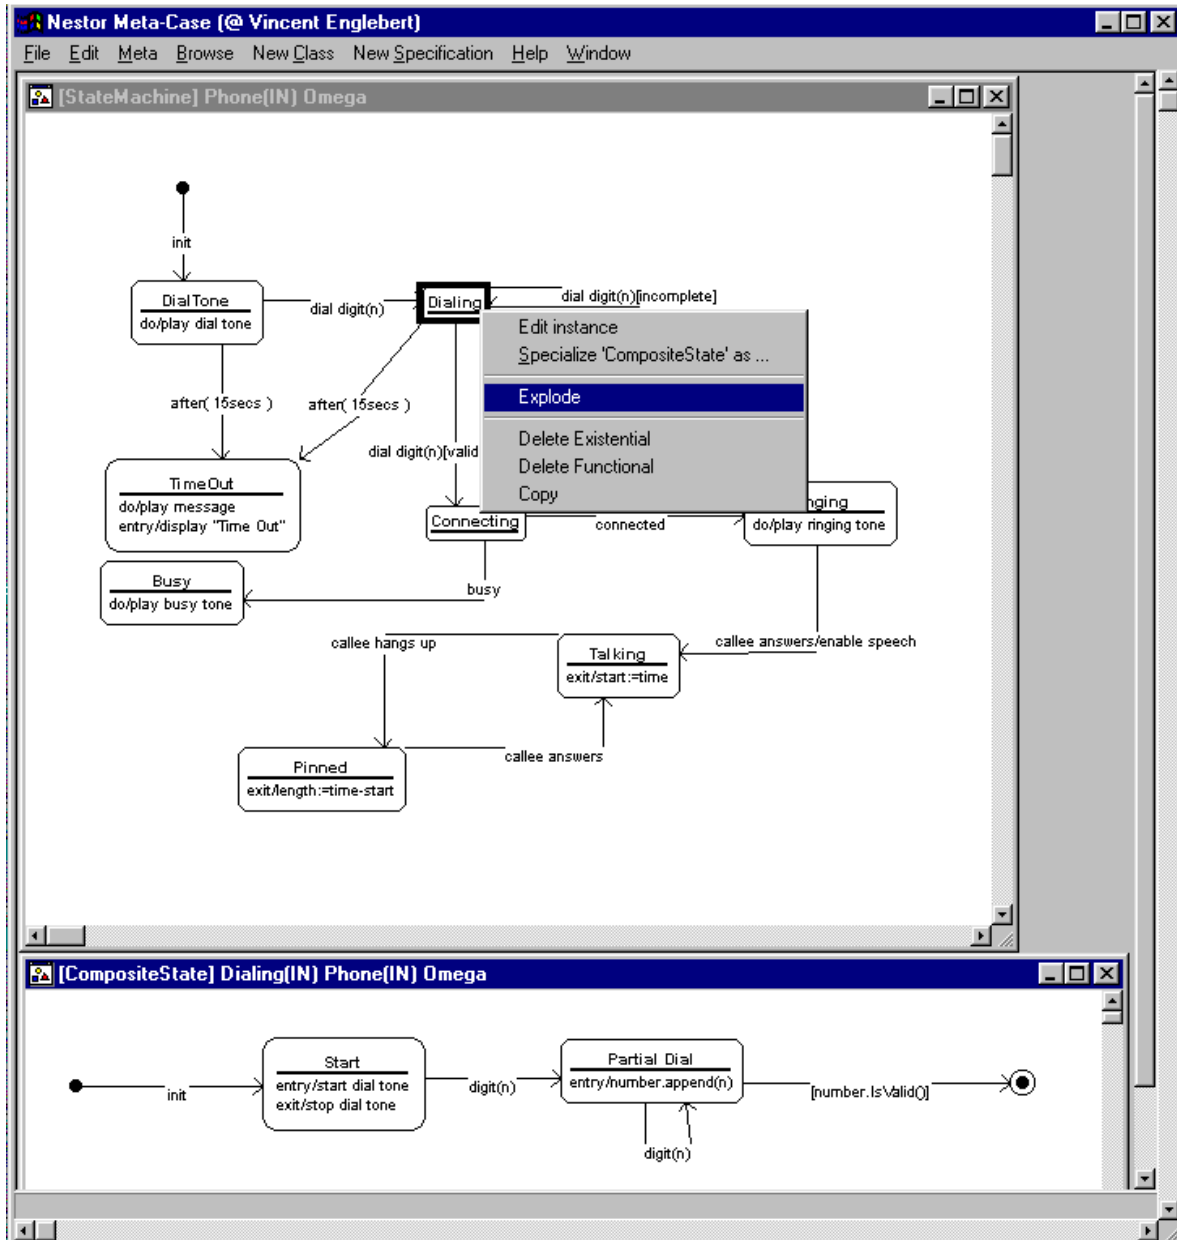 Nestor Meta-Case (@ Vincent Englebert)
File Edit Meta Browse New Class New Specification Help Window
[StateMachine] Phone(IN) Omega
init
DialTone
do/play dial tone
dial digit(n)
Dialing
dial digit(n)[incomplete]
Edit instance
Specialize 'CompositeState' as ...
Explode
Delete Existential
Delete Functional
Copy
after( 15secs )
after( 15secs )
dial digit(n)[valid
TimeOut
do/play message
entry/display "Time Out"
Connecting
connected
nging
do/play ringing tone
Busy
do/play busy tone
busy
callee hangs up
Talking
exit/start:=time
callee answers/enable speech
Pinned
exit/length:=time-start
callee answers
[CompositeState] Dialing(IN) Phone(IN) Omega
init
Start
entry/start dial tone
exit/stop dial tone
digit(n)
Partial Dial
entry/number.append(n)
digit(n)
[number.IsValid()]